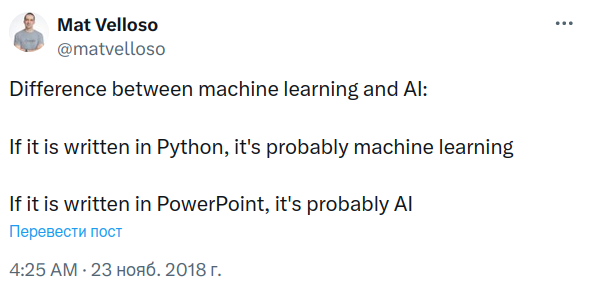 Mat Velloso
@matvelloso
Difference between machine learning and AI:
If it is written in Python, it's probably machine learning
If it is written in PowerPoint, it's probably AI
Перевести пост
4:25 AM · 23 нояб. 2018 г.